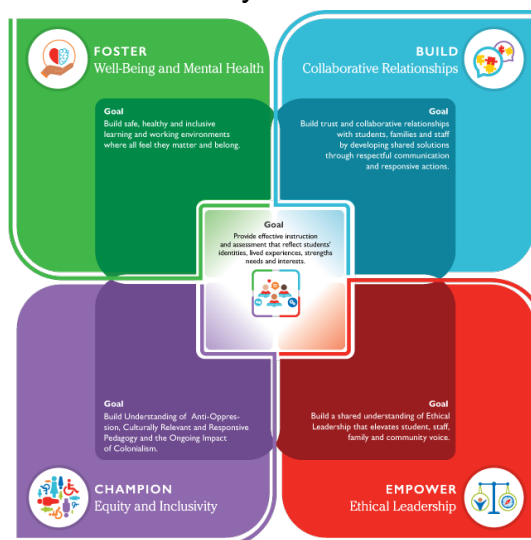 FOSTER
Well-Being and Mental Health
Goal
Build safe, healthy and inclusive
learning and working environments
where all feel they matter and belong.
BUILD
Collaborative Relationships
Goal
Build trust and collaborative relationships
with students, families and staff
by developing shared solutions
through respectful communication
and responsive actions.
Goal
Provide effective instruction
and assessment that reflect students'
identities, lived experiences, strengths
needs and interests.
Goal
Build Understanding of Anti-Oppres-
sion, Culturally Relevant and Responsive
Pedagogy and the Ongoing Impact
of Colonialism.
CHAMPION
Equity and Inclusivity
Goal
Build a shared understanding of Ethical
Leadership that elevates student, staff,
family and community voice.
EMPOWER
Ethical Leadership